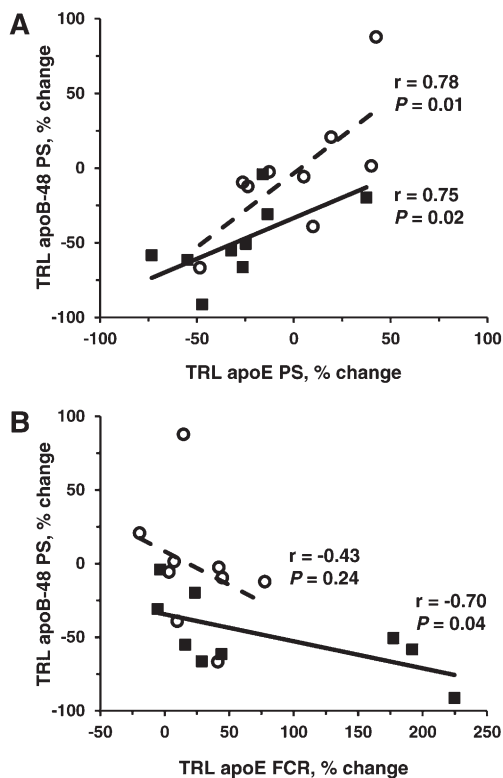 A
TRL apoB-48 PS, % change
100
50
0
-50
-100
r = 0.78
P = 0.01
r = 0.75
P = 0.02
-100
-50
0
50
100
TRL apoE PS, % change
B
TRL apoB-48 PS, % change
100
50
0
-50
-100
r = -0.43
P = 0.24
r = -0.70
P = 0.04
-50
0
50
100
150
200
250
TRL apoE FCR, % change